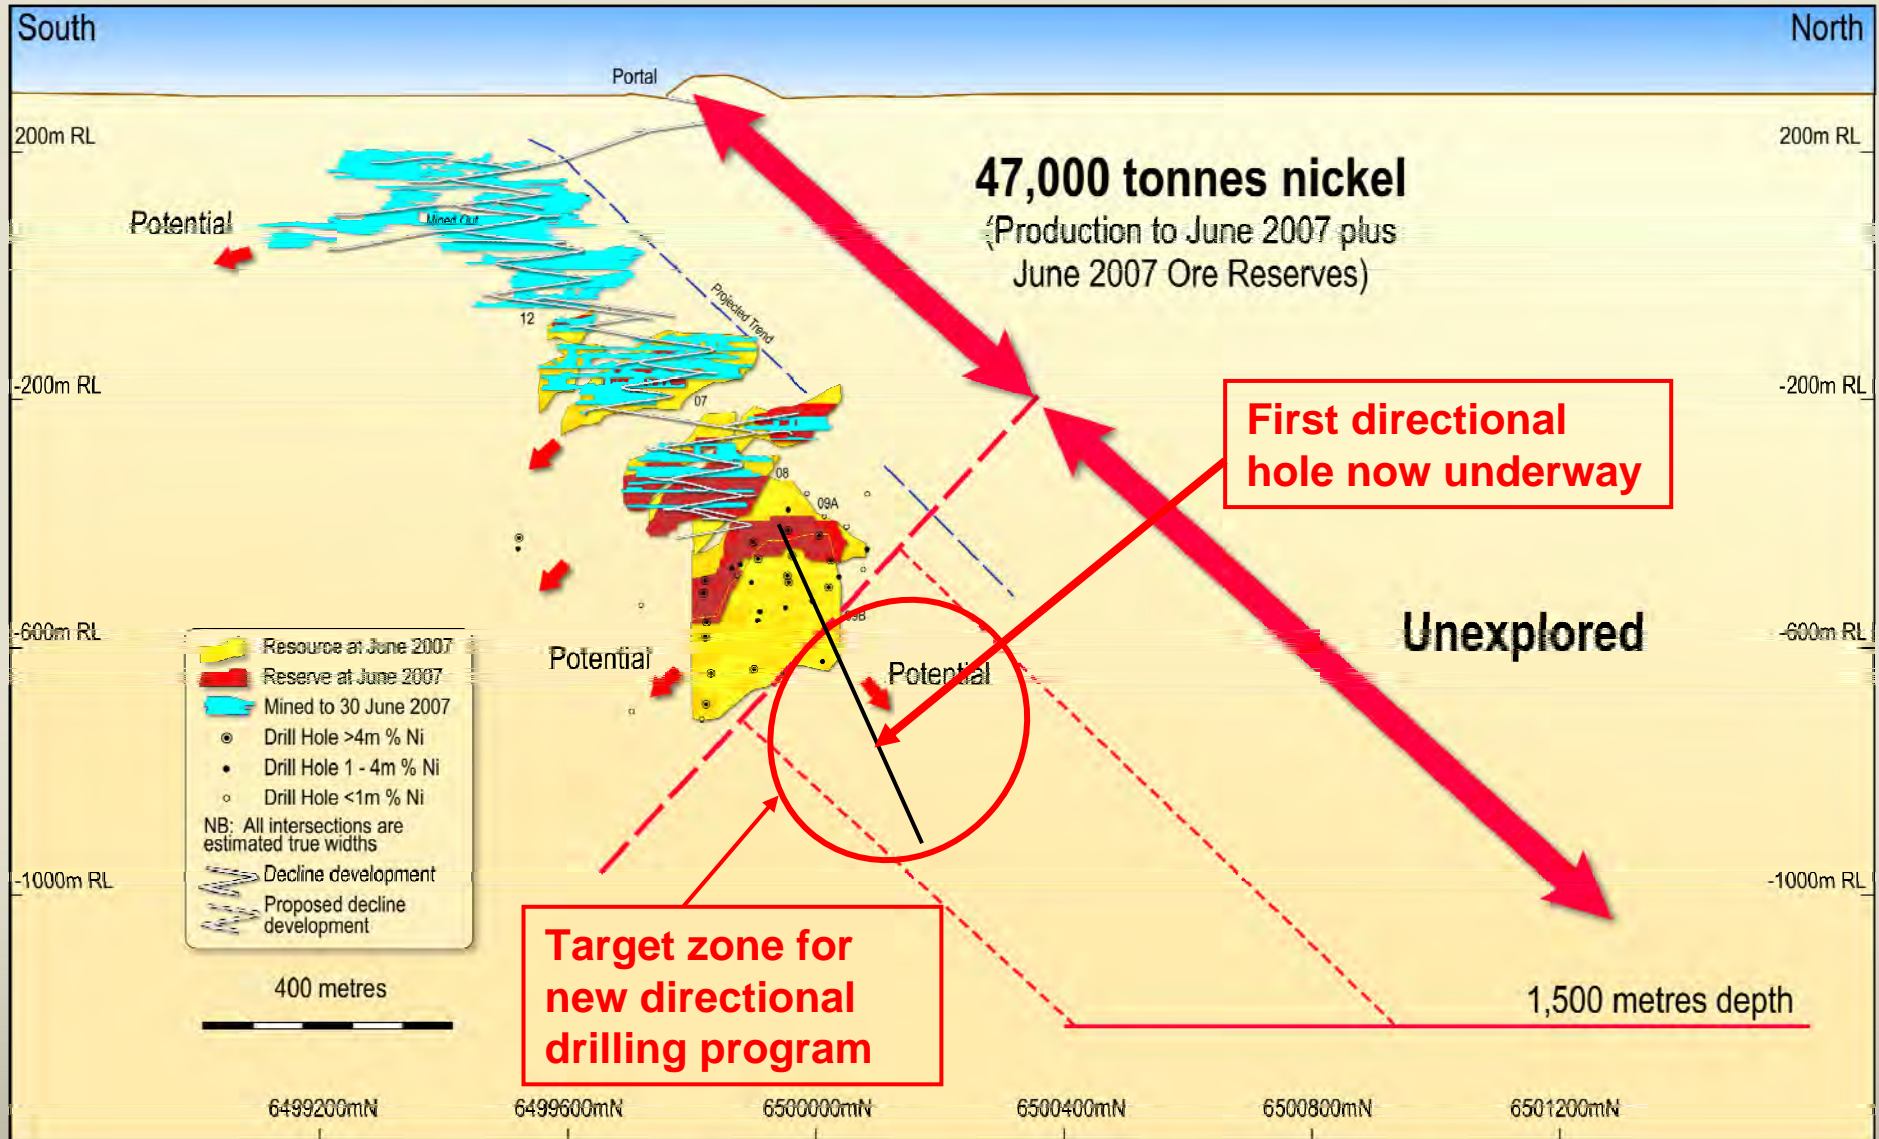 South
North
Portal
200m RL
200m RL
47,000 tonnes nickel
(Production to June 2007 plus
June 2007 Ore Reserves)
Potential
Mined Out
Projected Trend
12
-200m RL
-200m RL
07
First directional
hole now underway
08
09A
09B
-600m RL
-600m RL
Unexplored
Potential
Potential
Resource at June 2007
Reserve at June 2007
Mined to 30 June 2007
Drill Hole >4m % Ni
Drill Hole 1 - 4m % Ni
Drill Hole <1m % Ni
NB: All intersections are
estimated true widths
Decline development
Proposed decline
development
-1000m RL
-1000m RL
Target zone for
new directional
drilling program
400 metres
1,500 metres depth
6499200mN
6499600mN
6500000mN
6500400mN
6500800mN
6501200mN